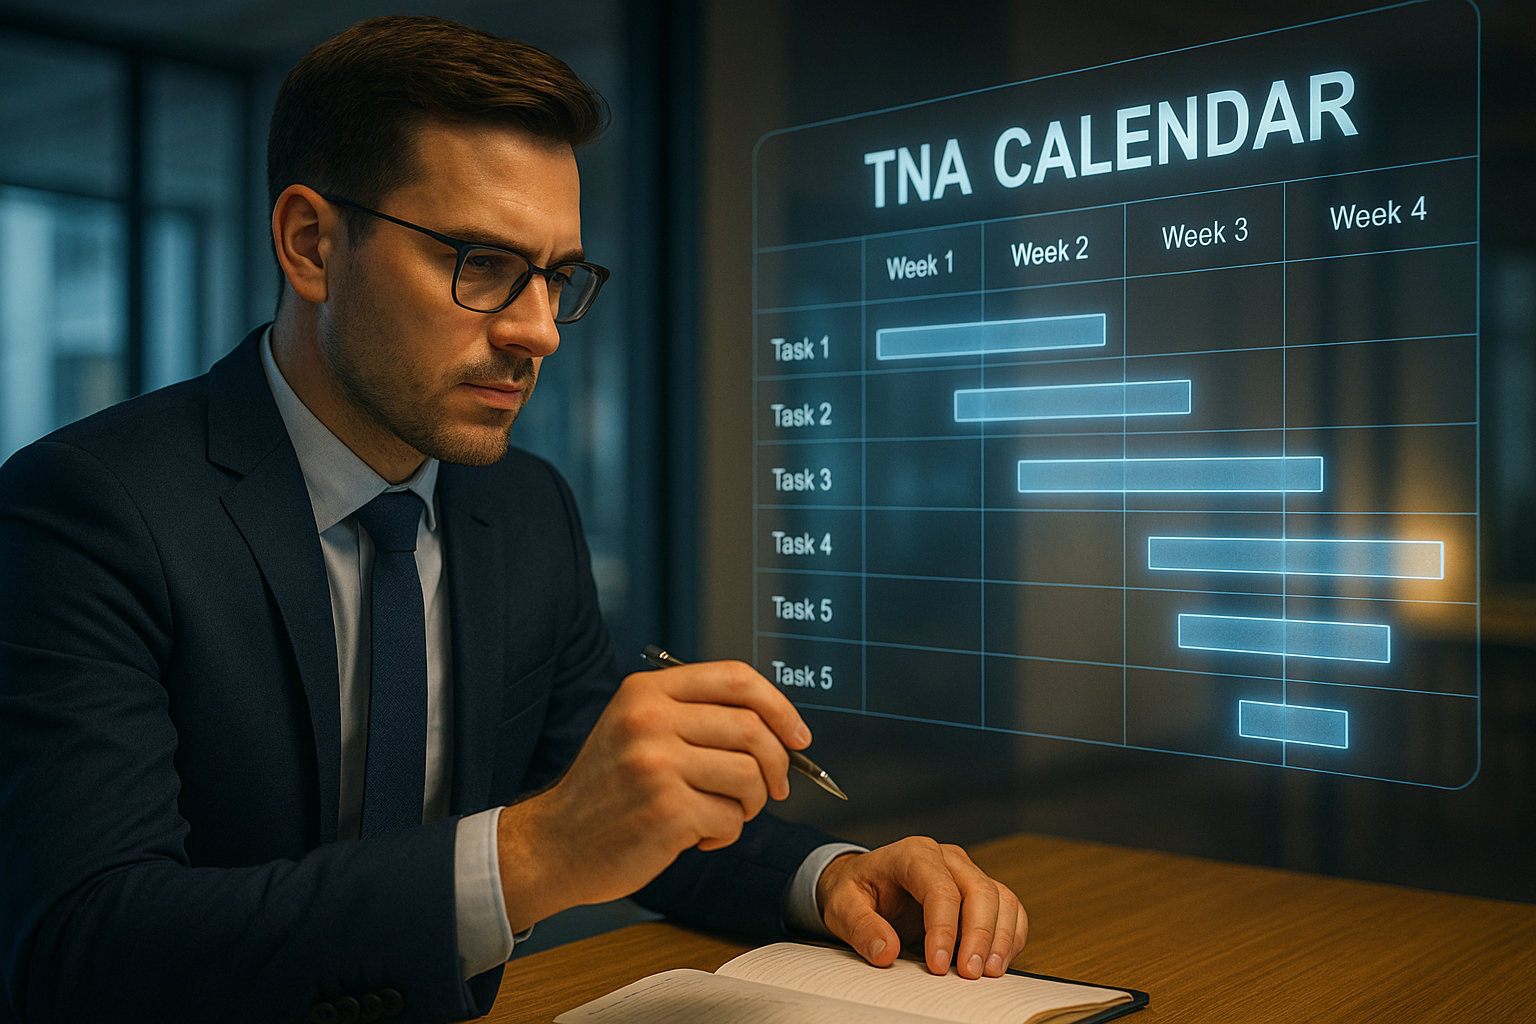 TNA CALENDAR
Week 1 Week 2 Week 3 Week 4
Task 1
Task 2
Task 3
Task 4
Task 5
Task 5